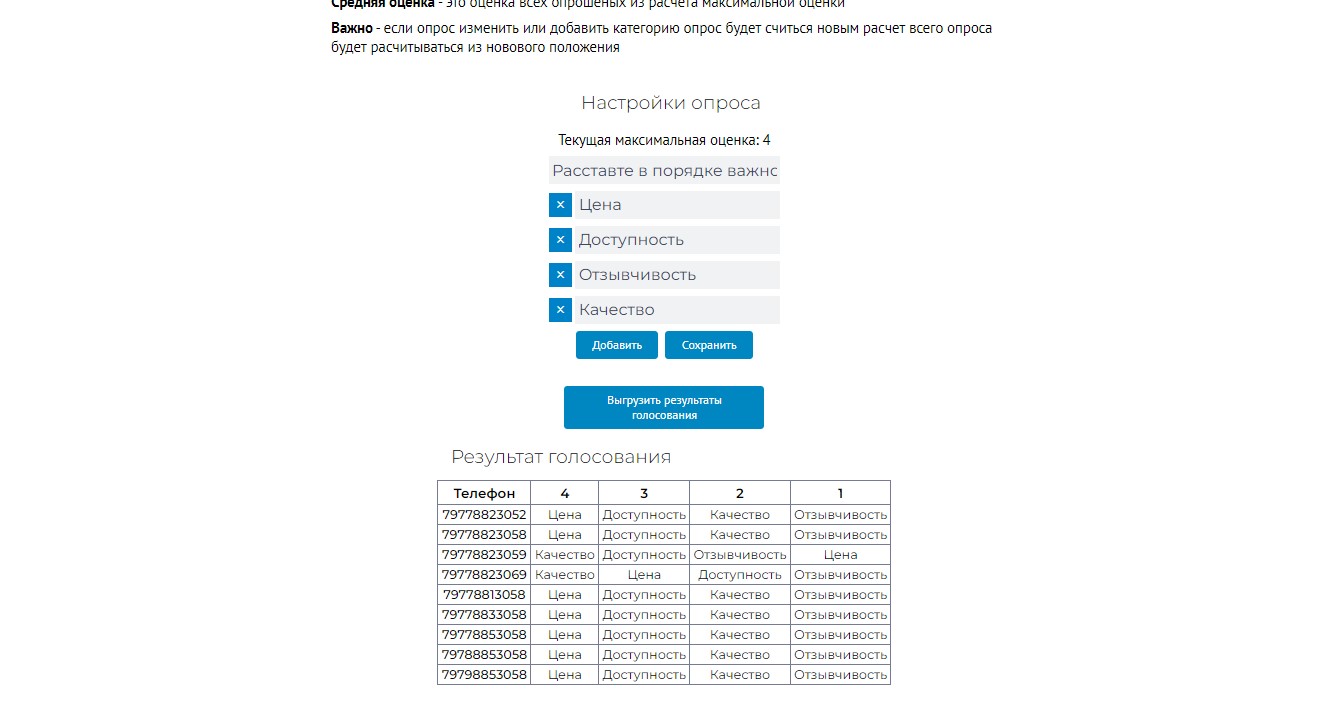 Средняя оценка - это оценка всех опрошеных из расчета максимальной оценки
Важно - если опрос изменить или добавить категорию опрос будет считься новым расчет всего опроса
будет расчитываться из новового положения
Настройки опроса
Текущая максимальная оценка: 4
Расставте в порядке важнс
× Цена
× Доступность
× Отзывчивость
× Качество
Добавить Сохранить
Выгрузить результаты
голосования
Результат голосования
Телефон 4 3 2 1
79778823052 Цена Доступность Качество Отзывчивость
79778823058 Цена Доступность Качество Отзывчивость
79778823059 Качество Доступность Отзывчивость Цена
79778823069 Качество Цена Доступность Отзывчивость
79778813058 Цена Доступность Качество Отзывчивость
79778833058 Цена Доступность Качество Отзывчивость
79778853058 Цена Доступность Качество Отзывчивость
79788853058 Цена Доступность Качество Отзывчивость
79798853058 Цена Доступность Качество Отзывчивость